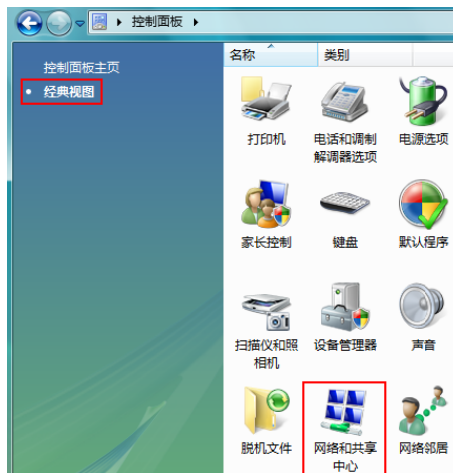 控制面板
名称 类别
控制面板主页
经典视图
打印机 电话和调制 电源选项
解调器选项
家长控制 键盘 默认程序
扫描仪和照 设备管理器 声音
相机
脱机文件 网络和共享 网络邻居
中心